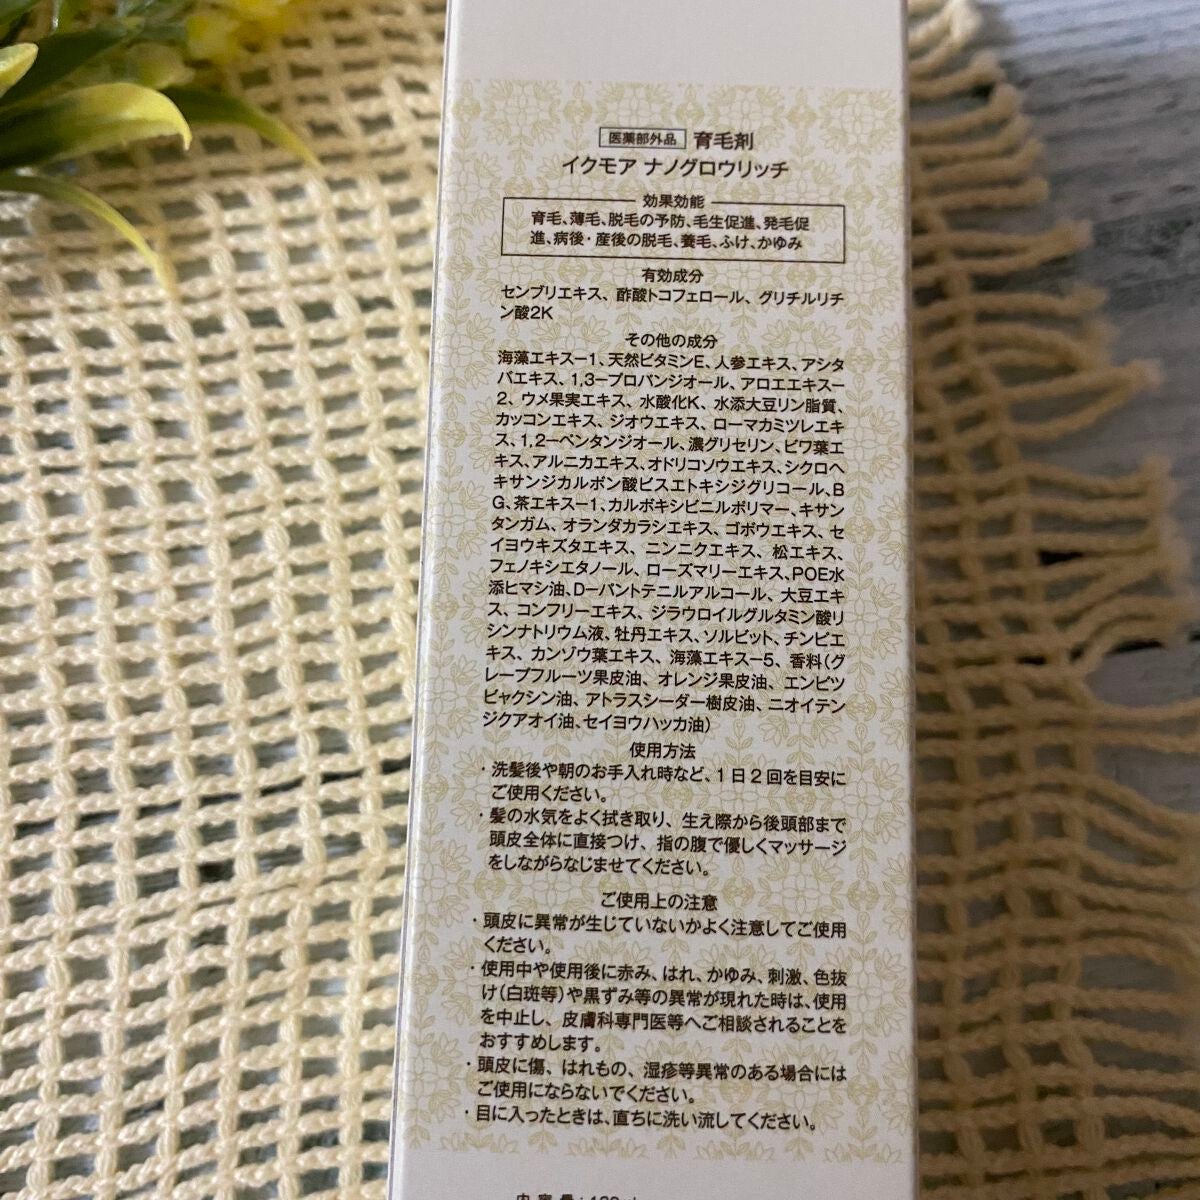 医薬部外品 育毛剤
イクモア ナノグロウリッチ
効果効能
育毛、薄毛、脱毛の予防、毛生促進、発毛促
進、病後・産後の脱毛、養毛、ふけ、かゆみ
有効成分
センブリエキス、酢酸トコフェロール、グリチルリチ
ン酸2K
その他の成分
海藻エキスー1、天然ビタミンE、人参エキス、アシタ
バエキス、1,3ープロパンジオール、アロエエキスー
2、ウメ果実エキス、水酸化K、水添大豆リン脂質、
カッコンエキス、ジオウエキス、ローマカミツレエキ
ス、1,2ーペンタンジオール、濃グリセリン、ビワ葉エ
キス、アルニカエキス、オドリコソウエキス、シクロヘ
キサンジカルボン酸ビスエトキシジグリコール、B
G、茶エキスー1、カルボキシビニルポリマー、キサン
タンガム、オランダカラシエキス、ゴボウエキス、セ
イヨウキズタエキス、ニンニクエキス、松エキス、
フェノキシエタノール、ローズマリーエキス、POE水
添ヒマシ油、Dーパントテニルアルコール、大豆エキ
ス、コンフリーエキス、ジラウロイルグルタミン酸リ
シンナトリウム液、牡丹エキス、ソルビット、チンピエ
キス、カンゾウ葉エキス、海藻エキスー5、香料(グ
レープフルーツ果皮油、オレンジ果皮油、エンピツ
ビャクシン油、アトラスシーダー樹皮油、ニオイテン
ジクアオイ油、セイヨウハッカ油)
使用方法
・洗髪後や朝のお手入れ時など、1日2回を目安に
ご使用ください。
・髪の水気をよく拭き取り、生え際から後頭部まで
頭皮全体に直接つけ、指の腹で優しくマッサージ
をしながらなじませてください。
ご使用上の注意
・頭皮に異常が生じていないかよく注意してご使用
ください。
・使用中や使用後に赤み、はれ、かゆみ、刺激、色抜
け(白斑等)や黒ずみ等の異常が現れた時は、使用
を中止し、皮膚科専門医等へご相談されることを
おすすめします。
・頭皮に傷、はれもの、湿疹等異常のある場合には
ご使用にならないでください。
・目に入ったときは、直ちに洗い流してください。